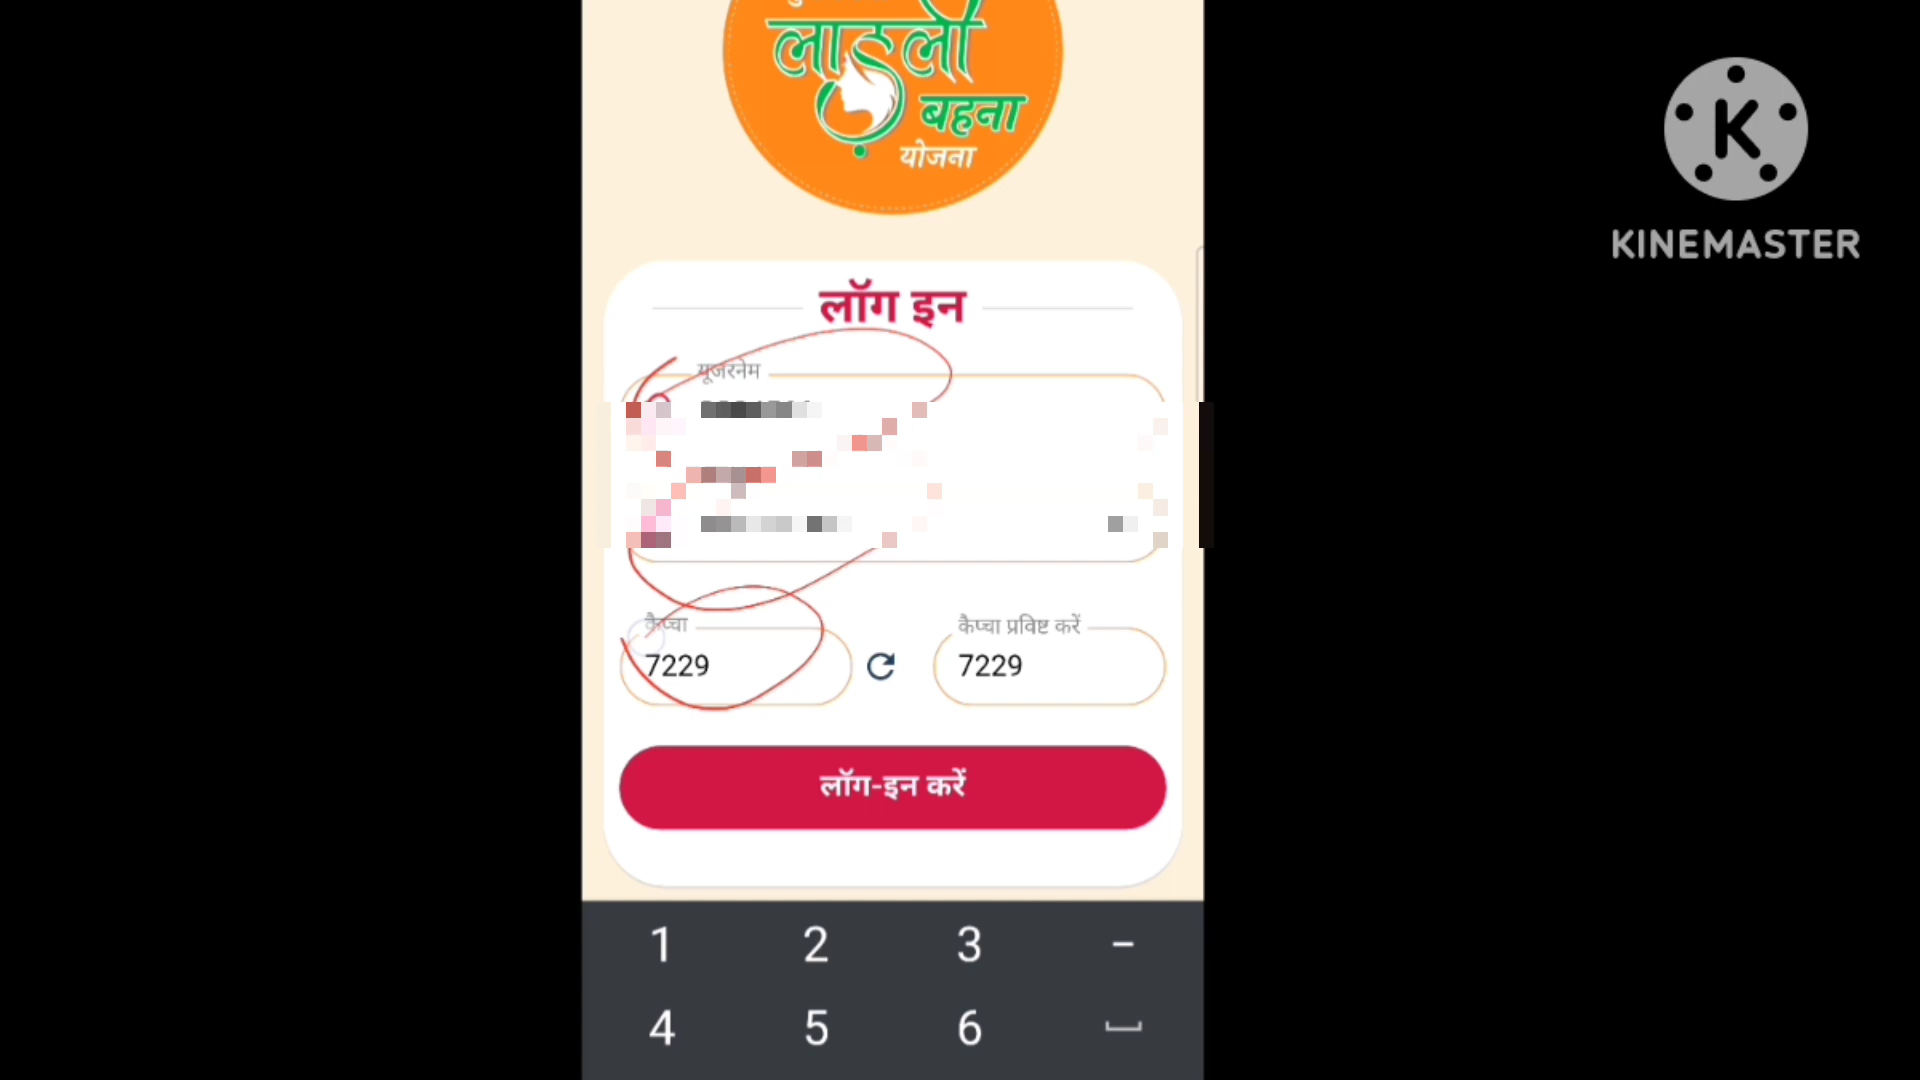 लाड़ली
बहना
योजना
KINEMASTER
लॉग इन
यूजरनेम
कैप्चा
कैप्चा प्रविष्ट करें
7229
7229
लॉग-इन करें
1 2 3 –
4 5 6